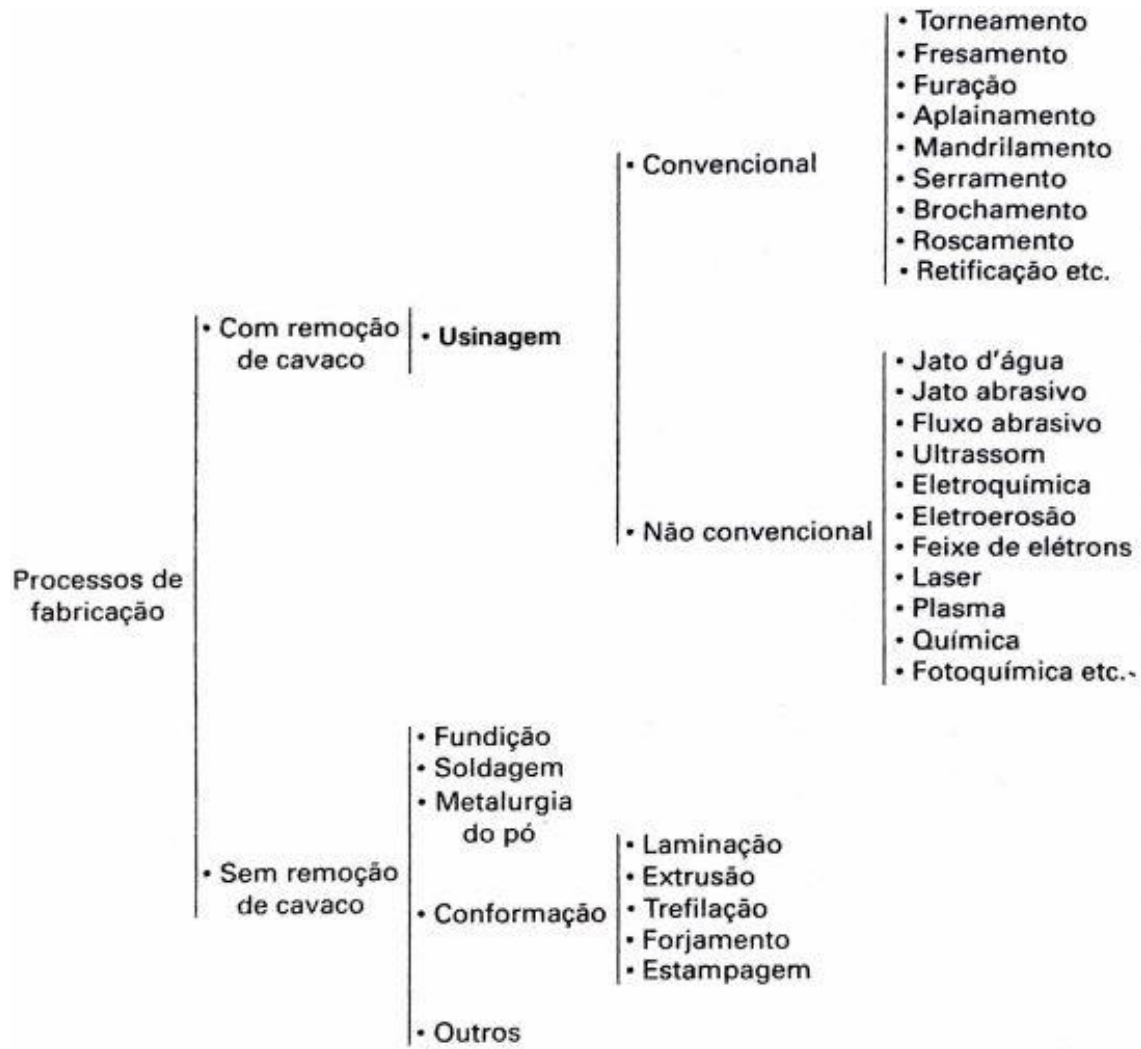 Processos de
fabricação
• Com remoção
de cavaco
• Usinagem
• Convencional
• Torneamento
• Fresamento
• Furação
• Aplainamento
• Mandrilamento
• Serramento
• Brochamento
• Roscamento
• Retificação etc.
• Não convencional
• Jato d'água
• Jato abrasivo
• Fluxo abrasivo
• Ultrassom
• Eletroquímica
• Eletroerosão
• Feixe de elétrons
• Laser
• Plasma
• Química
• Fotoquímica etc.
• Sem remoção
de cavaco
• Fundição
• Soldagem
• Metalurgia
do pó
• Conformação
• Laminação
• Extrusão
• Trefilação
• Forjamento
• Estampagem
• Outros